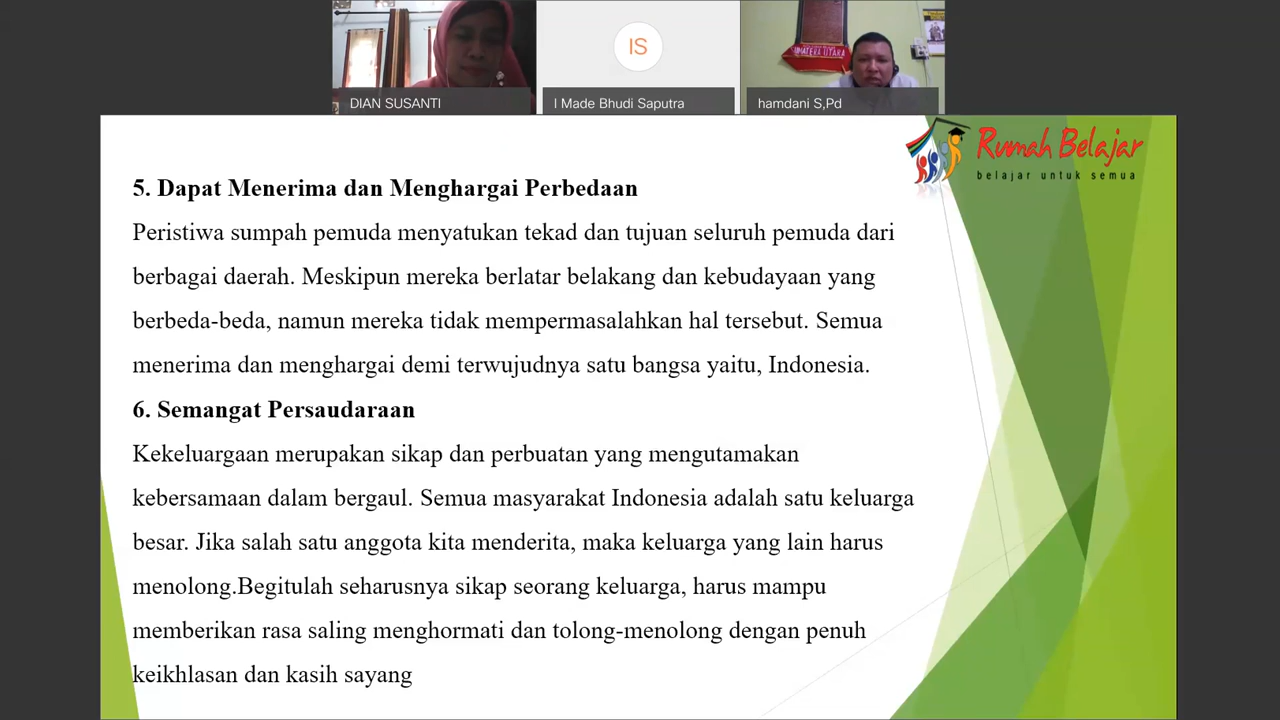 IS
SUMATERA UTARA
DIAN SUSANTI
I Made Bhudi Saputra
hamdani S,Pd
Rumah Belajar
belajar untuk semua
5. Dapat Menerima dan Menghargai Perbedaan
Peristiwa sumpah pemuda menyatukan tekad dan tujuan seluruh pemuda dari
berbagai daerah. Meskipun mereka berlatar belakang dan kebudayaan yang
berbeda-beda, namun mereka tidak mempermasalahkan hal tersebut. Semua
menerima dan menghargai demi terwujudnya satu bangsa yaitu, Indonesia.
6. Semangat Persaudaraan
Kekeluargaan merupakan sikap dan perbuatan yang mengutamakan
kebersamaan dalam bergaul. Semua masyarakat Indonesia adalah satu keluarga
besar. Jika salah satu anggota kita menderita, maka keluarga yang lain harus
menolong.Begitulah seharusnya sikap seorang keluarga, harus mampu
memberikan rasa saling menghormati dan tolong-menolong dengan penuh
keikhlasan dan kasih sayang